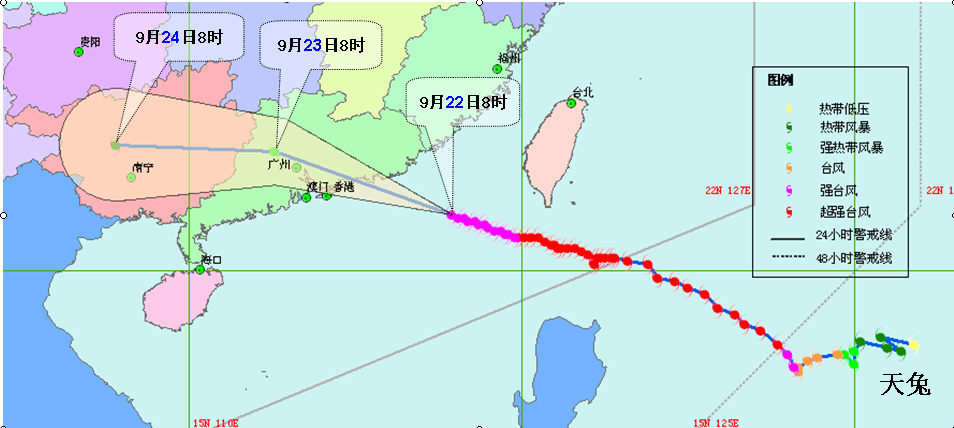 9月24日8时
9月23日8时
9月22日8时
贵阳
福州
台北
广州
南宁
澳门 香港
海口
图例
热带低压
热带风暴
强热带风暴
台风
强台风
超强台风
24小时警戒线
48小时警戒线
22N 127E
22N 1
天兔
15N 110E
15N 125E